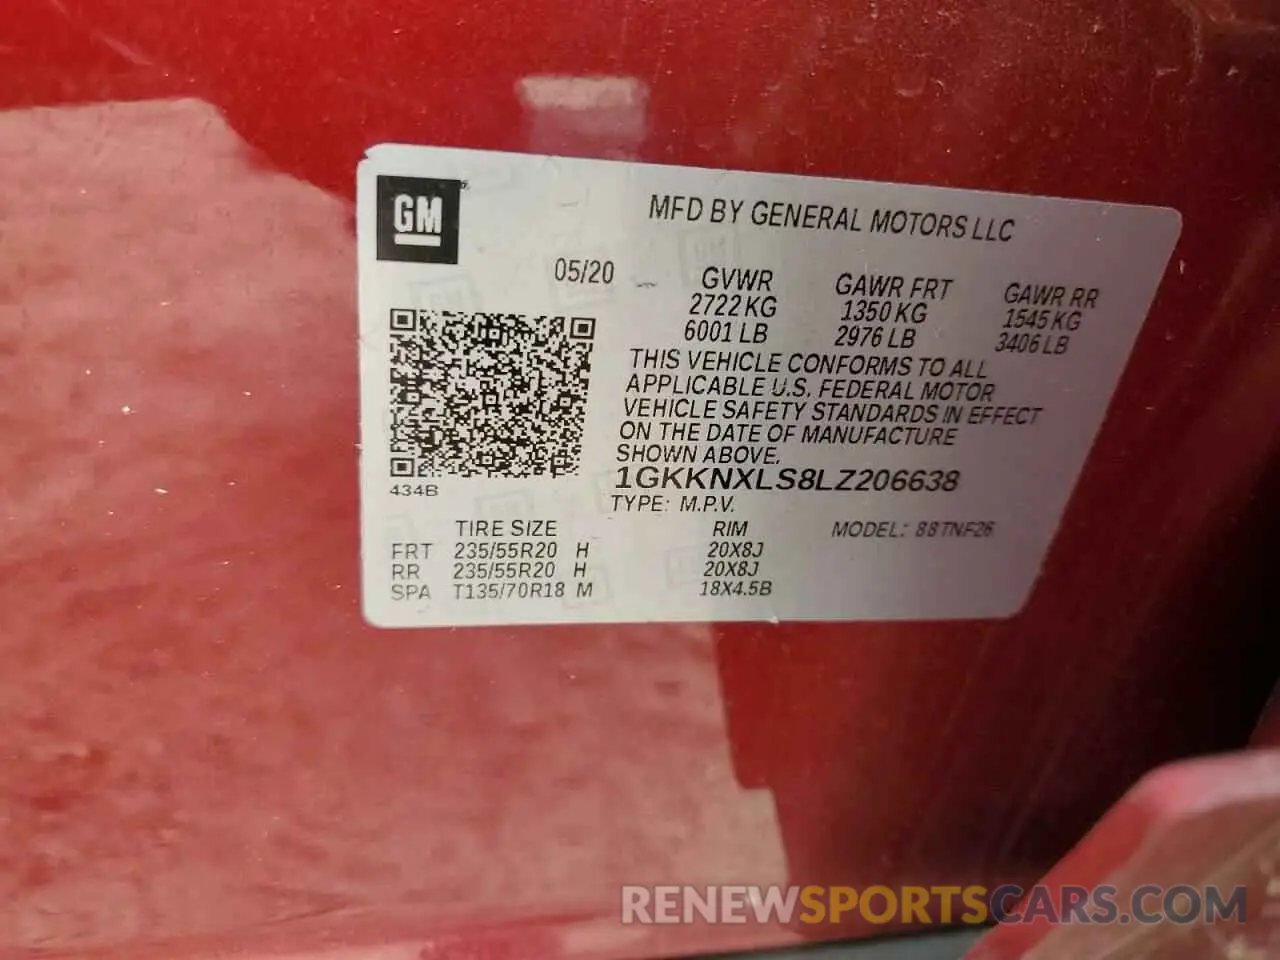 GM
MFD BY GENERAL MOTORS LLC
05/20
GVWR GAWR FRT GAWR RR
2722 KG 1350 KG 1545 KG
6001 LB 2976 LB 3406 LB
THIS VEHICLE CONFORMS TO ALL
APPLICABLE U.S. FEDERAL MOTOR
VEHICLE SAFETY STANDARDS IN EFFECT
ON THE DATE OF MANUFACTURE
SHOWN ABOVE.
434B
1GKKNXLS8LZ206638
TYPE: M.P.V.
TIRE SIZE RIM MODEL: 88TNF26
FRT 235/55R20 H 20X8J
RR 235/55R20 H 20X8J
SPA T135/70R18 M 18X4.5B
RENEWSPORTSCARS.COM